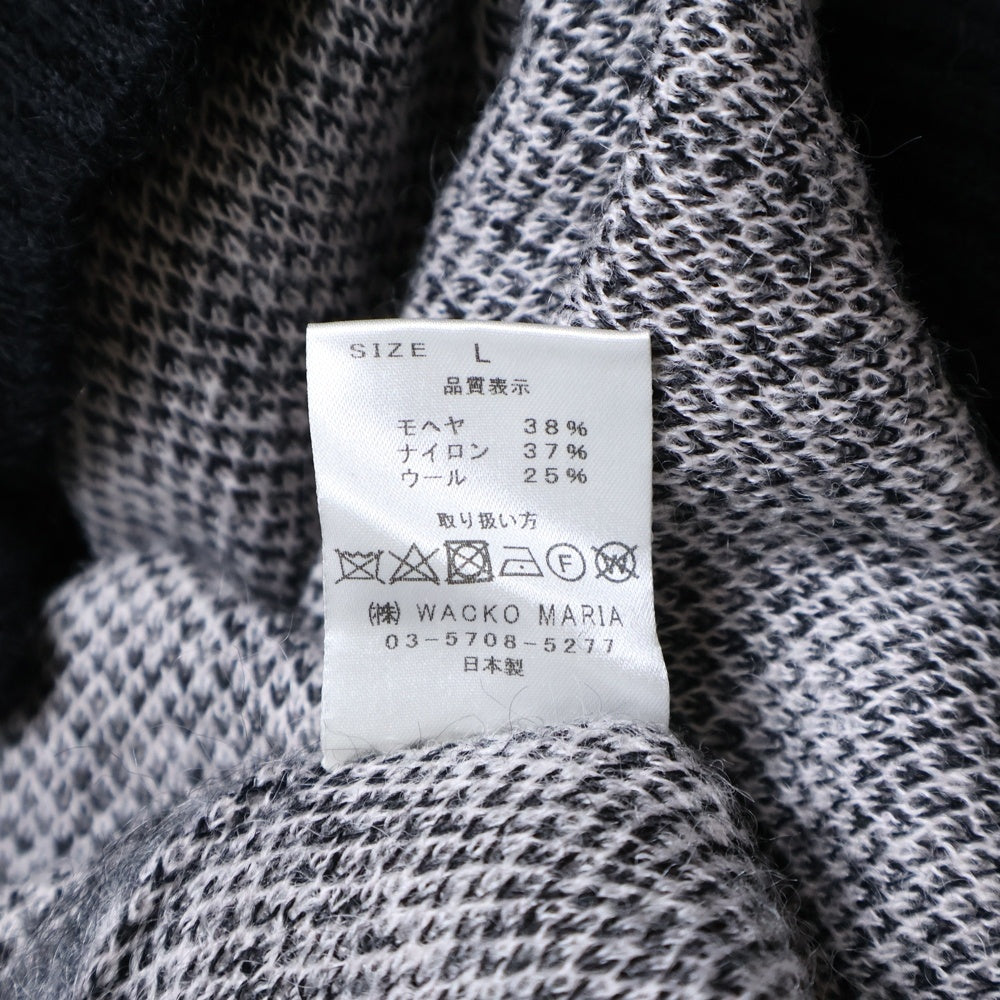 SIZE L
品質表示
モヘヤ 38%
ナイロン 37%
ウール 25%
取り扱い方
F W
㈱ WACKO MARIA
03-5708-5277
日本製